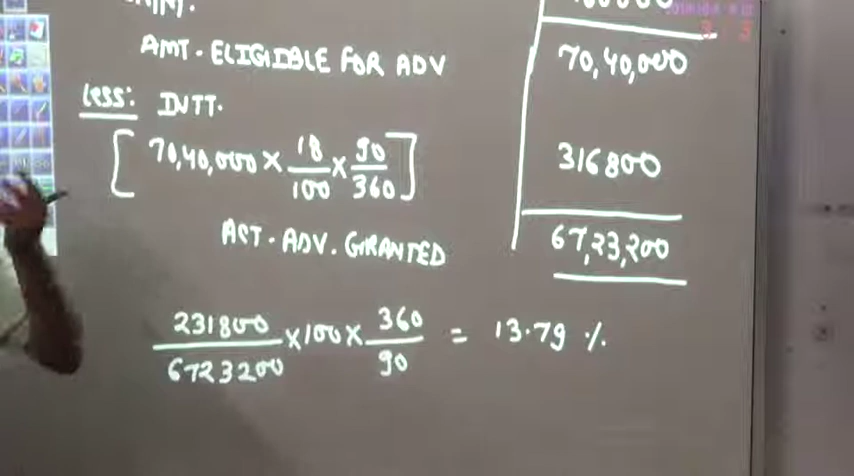 AMT. ELIGIBLE FOR ADV 70,40,000
Less: INTT.
[ 70,40,000 × 18/100 × 90/360 ] 316800
ACT. ADV. GRANTED 67,23,200
231800/6723200 × 100 × 360/90 = 13.79 %